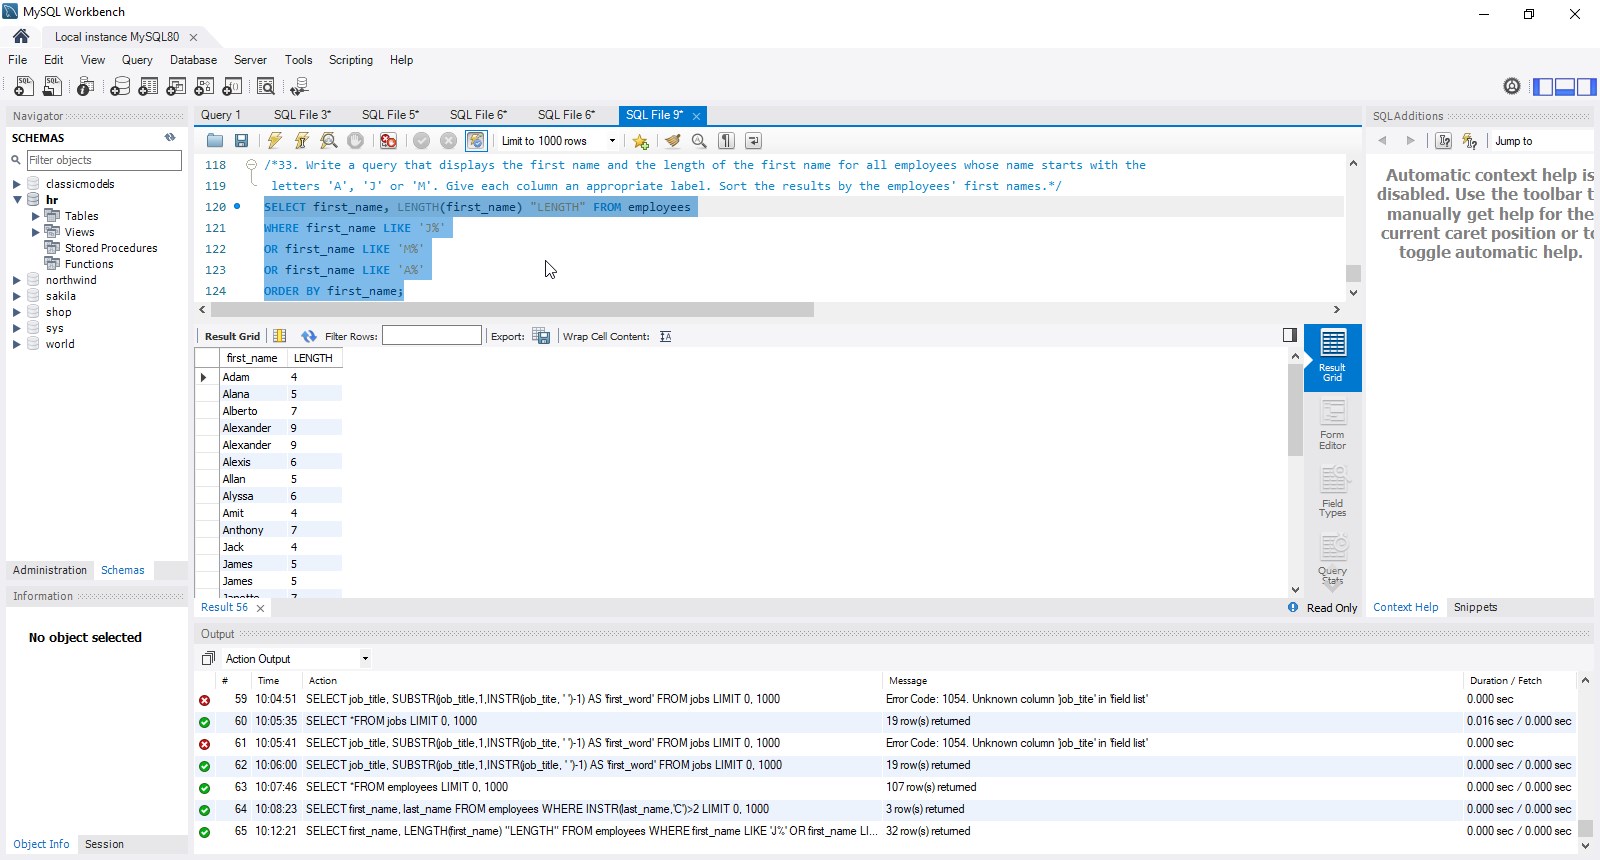 MySQL Workbench
Local instance MySQL80
File Edit View Query Database Server Tools Scripting Help
Navigator
SCHEMAS
Filter objects
classicmodels
hr
Tables
Views
Stored Procedures
Functions
northwind
sakila
shop
sys
world
Administration Schemas
Information
No object selected
Object Info Session
Query 1 SQL File 3* SQL File 5* SQL File 6* SQL File 6* SQL File 9*
Limit to 1000 rows
118 /*33. Write a query that displays the first name and the length of the first name for all employees whose name starts with the
119 letters 'A', 'J' or 'M'. Give each column an appropriate label. Sort the results by the employees' first names.*/
120 SELECT first_name, LENGTH(first_name) "LENGTH" FROM employees
121 WHERE first_name LIKE 'J%'
122 OR first_name LIKE 'M%'
123 OR first_name LIKE 'A%'
124 ORDER BY first_name;
Result Grid Filter Rows: Export: Wrap Cell Content:
first_name LENGTH
Adam 4
Alana 5
Alberto 7
Alexander 9
Alexander 9
Alexis 6
Allan 5
Alyssa 6
Amit 4
Anthony 7
Jack 4
James 5
James 5
Result Grid
Form Editor
Field Types
Query Stats
Result 56
Read Only
SQLAdditions
Jump to
Automatic context help is
disabled. Use the toolbar t
manually get help for the
current caret position or to
toggle automatic help.
Context Help Snippets
Output
Action Output
# Time Action Message Duration / Fetch
59 10:04:51 SELECT job_title, SUBSTR(job_title,1,INSTR(job_tite, ' ')-1) AS 'first_word' FROM jobs LIMIT 0, 1000 Error Code: 1054. Unknown column 'job_tite' in 'field list' 0.000 sec
60 10:05:35 SELECT *FROM jobs LIMIT 0, 1000 19 row(s) returned 0.016 sec / 0.000 sec
61 10:05:41 SELECT job_title, SUBSTR(job_title,1,INSTR(job_tite, ' ')-1) AS 'first_word' FROM jobs LIMIT 0, 1000 Error Code: 1054. Unknown column 'job_tite' in 'field list' 0.000 sec
62 10:06:00 SELECT job_title, SUBSTR(job_title,1,INSTR(job_title, ' ')-1) AS 'first_word' FROM jobs LIMIT 0, 1000 19 row(s) returned 0.000 sec / 0.000 sec
63 10:07:46 SELECT *FROM employees LIMIT 0, 1000 107 row(s) returned 0.000 sec / 0.000 sec
64 10:08:23 SELECT first_name, last_name FROM employees WHERE INSTR(last_name,'C')>2 LIMIT 0, 1000 3 row(s) returned 0.000 sec / 0.000 sec
65 10:12:21 SELECT first_name, LENGTH(first_name) "LENGTH" FROM employees WHERE first_name LIKE 'J%' OR first_name LI... 32 row(s) returned 0.000 sec / 0.000 sec